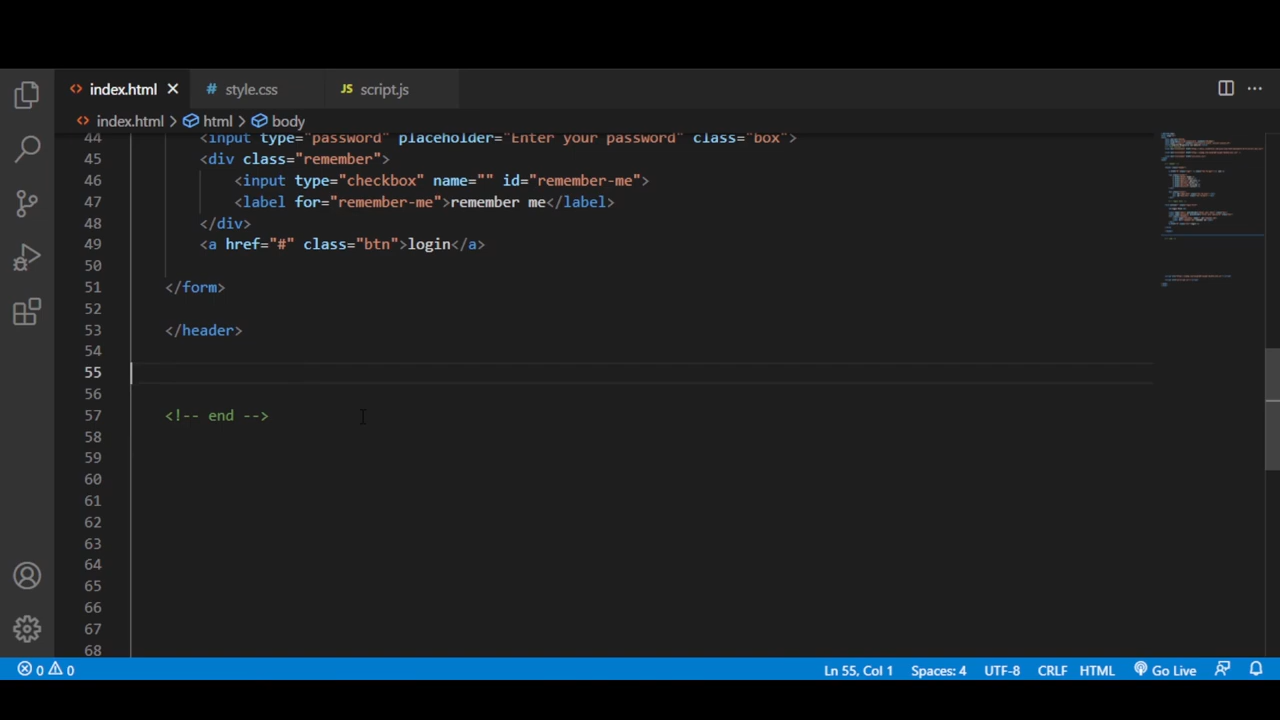 index.html
style.css
JS script.js
index.html html body
44 <input type="password" placeholder="Enter your password" class="box">
45 <div class="remember">
46 <input type="checkbox" name="" id="remember-me">
47 <label for="remember-me">remember me</label>
48 </div>
49 <a href="#" class="btn">login</a>
50
51 </form>
52
53 </header>
54
55
56
57 <!-- end -->
58
59
60
61
62
63
64
65
66
67
68
0 0 Ln 55, Col 1 Spaces: 4 UTF-8 CRLF HTML Go Live